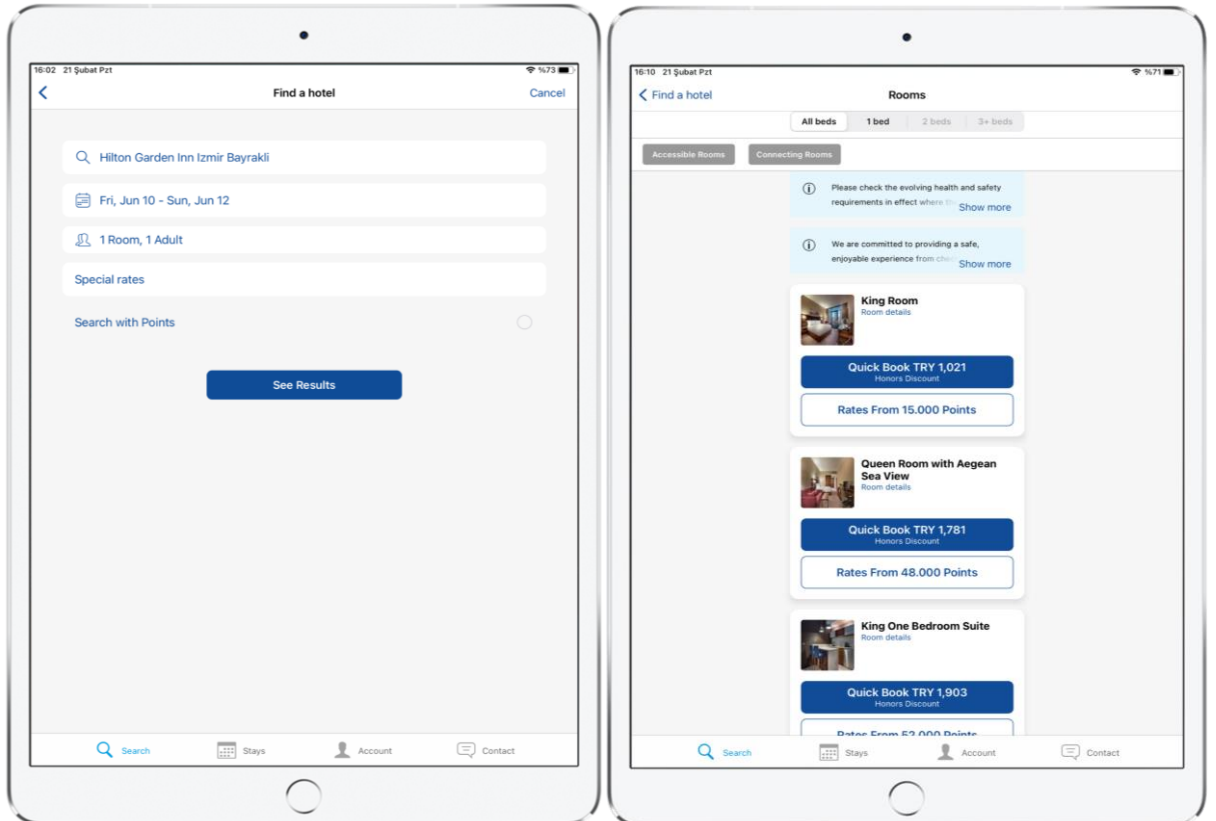 16:02 21 Şubat Pzt %73
Find a hotel
Cancel
Hilton Garden Inn Izmir Bayrakli
Fri, Jun 10 - Sun, Jun 12
1 Room, 1 Adult
Special rates
Search with Points
See Results
Search Stays Account Contact
16:10 21 Şubat Pzt %71
Find a hotel
Rooms
All beds 1 bed 2 beds 3+ beds
Accessible Rooms Connecting Rooms
Please check the evolving health and safety
requirements in effect where
Show more
We are committed to providing a safe,
enjoyable experience from
Show more
King Room
Room details
Quick Book TRY 1,021
Honors Discount
Rates From 15.000 Points
Queen Room with Aegean
Sea View
Room details
Quick Book TRY 1,781
Honors Discount
Rates From 48.000 Points
King One Bedroom Suite
Room details
Quick Book TRY 1,903
Honors Discount
Rates From 52.000 Points
Search Stays Account Contact